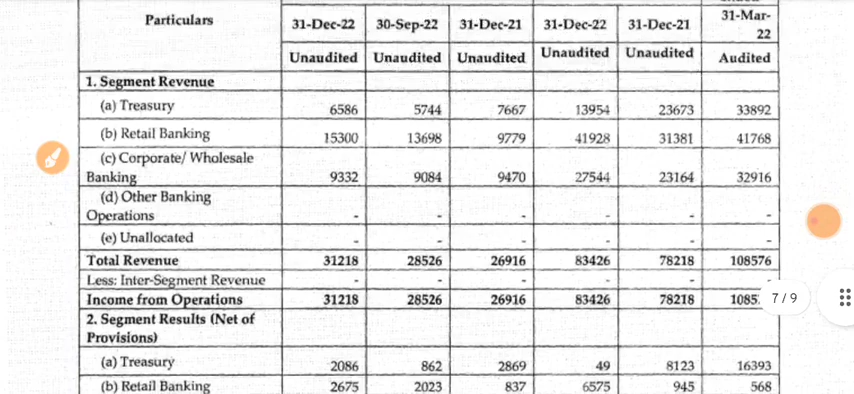 Particulars 31-Dec-22 30-Sep-22 31-Dec-21 31-Dec-22 31-Dec-21 31-Mar-22
Unaudited Unaudited Unaudited Unaudited Unaudited Audited
1. Segment Revenue
(a) Treasury 6586 5744 7667 13954 23673 33892
(b) Retail Banking 15300 13698 9779 41928 31381 41768
(c) Corporate/ Wholesale
Banking 9332 9084 9470 27544 23164 32916
(d) Other Banking
Operations - - - - - -
(e) Unallocated - - - - - -
Total Revenue 31218 28526 26916 83426 78218 108576
Less: Inter-Segment Revenue - - - - -
Income from Operations 31218 28526 26916 83426 78218 1085
7 / 9
2. Segment Results (Net of
Provisions)
(a) Treasury 2086 862 2869 49 8123 16393
(b) Retail Banking 2675 2023 837 6575 945 568